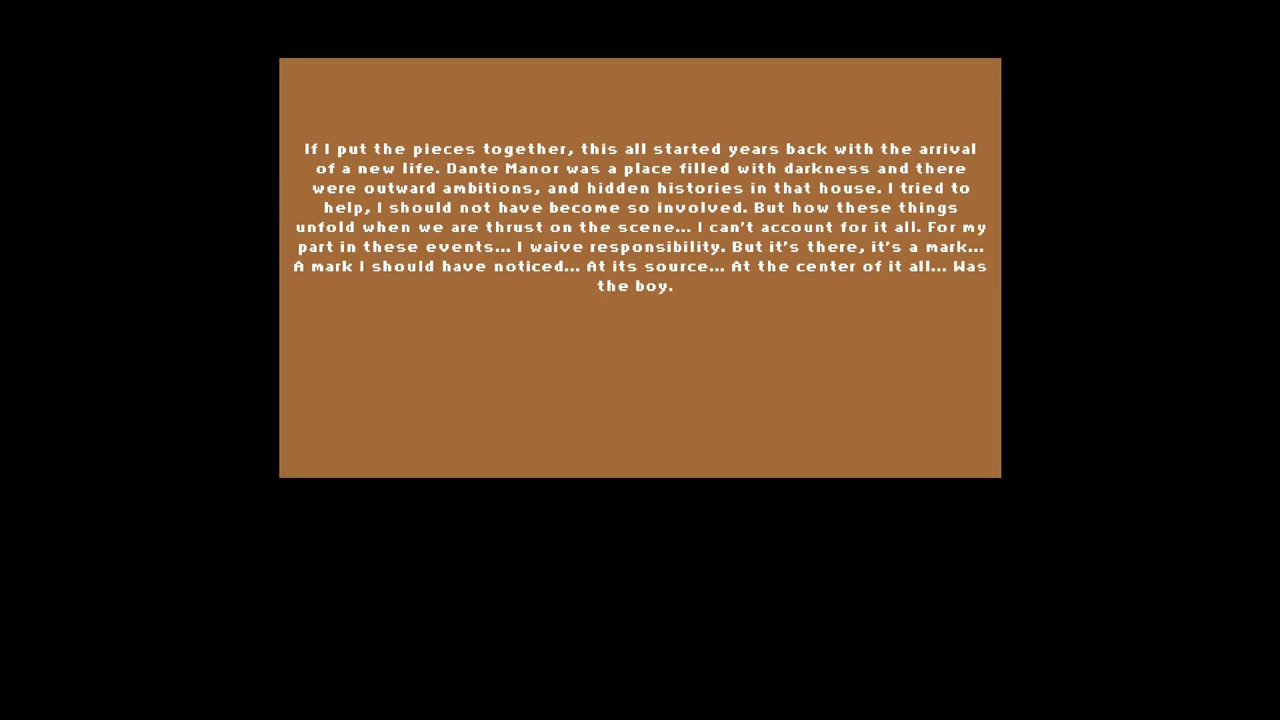 If I put the pieces together, this all started years back with the arrival
of a new life. Dante Manor was a place filled with darkness and there
were outward ambitions, and hidden histories in that house. I tried to
help, I should not have become so involved. But how these things
unfold when we are thrust on the scene... I can't account for it all. For my
part in these events... I waive responsibility. But it's there, it's a mark...
A mark I should have noticed... At its source... At the center of it all... Was
the boy.